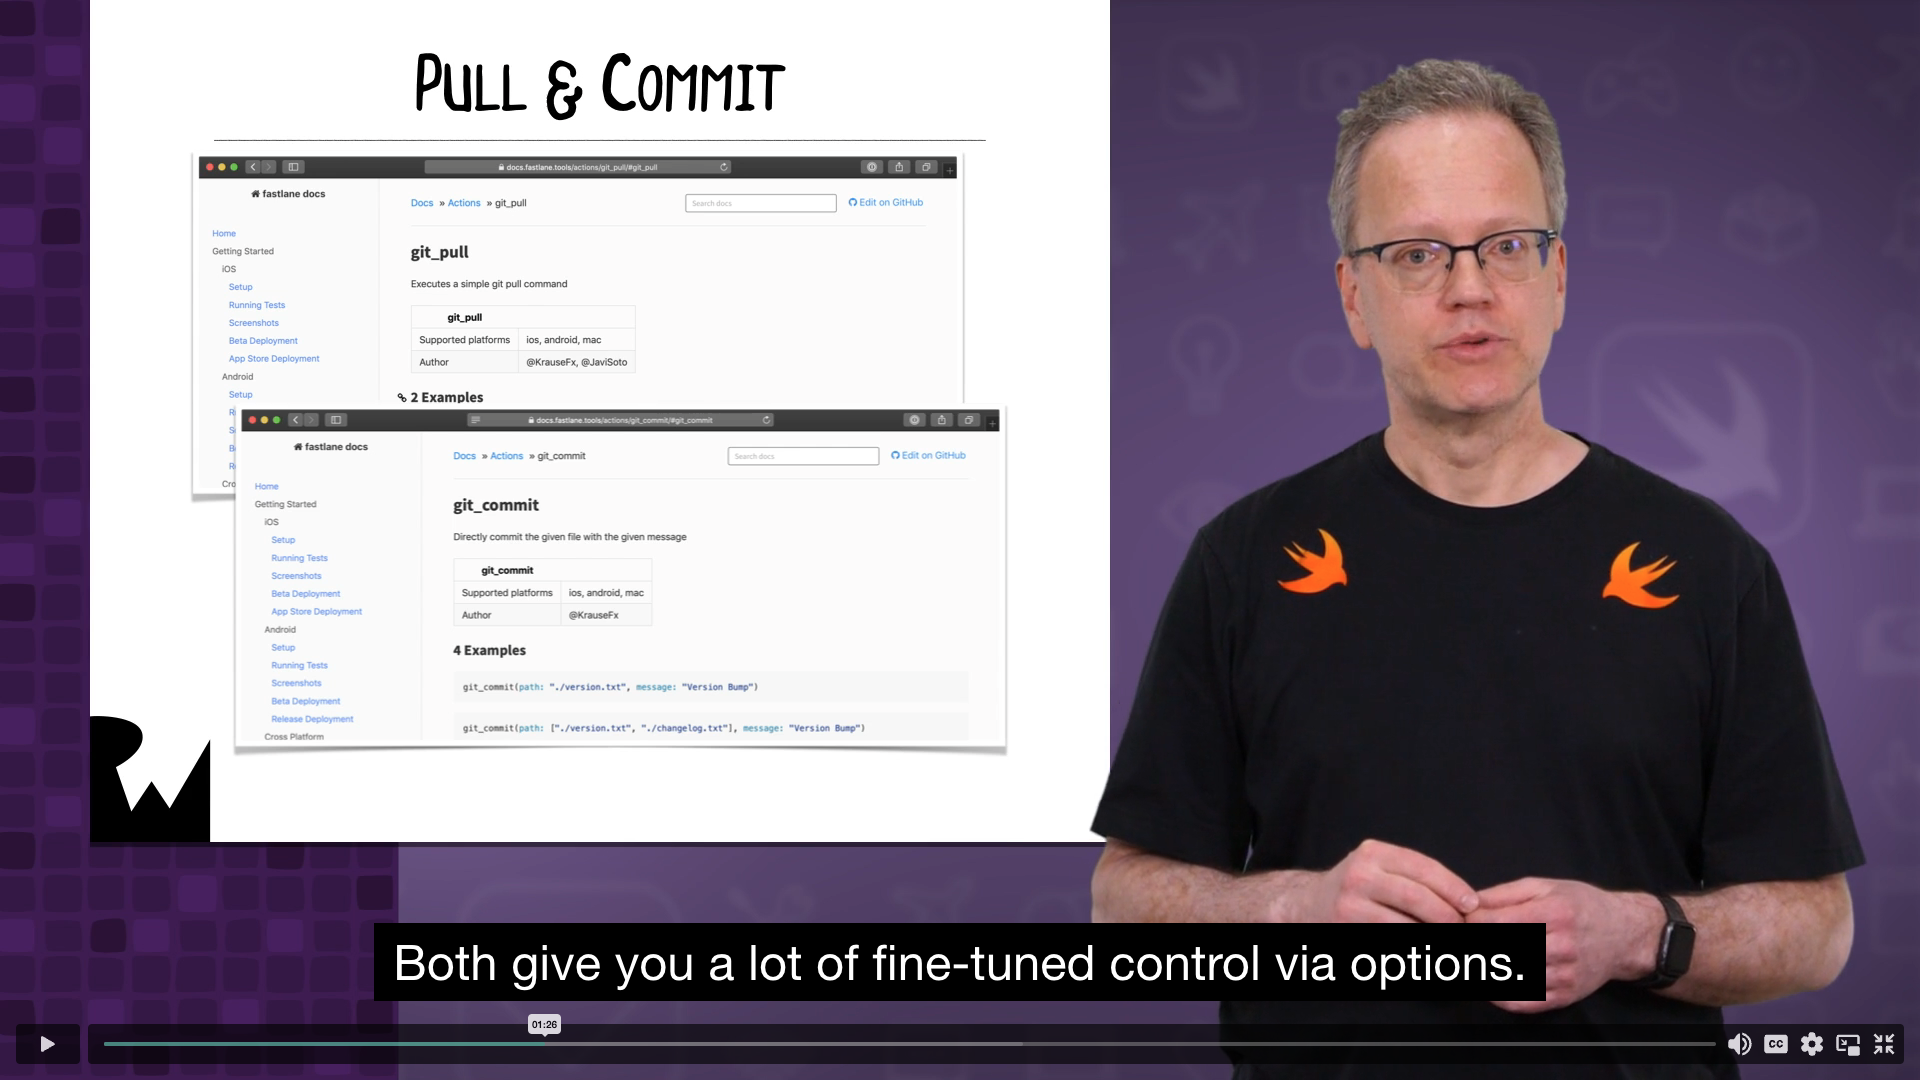 PULL & COMMIT
docs.fastlane.tools/actions/git_pull/#git_pull
fastlane docs
Docs » Actions » git_pull
Search docs
Edit on GitHub
Home
Getting Started
iOS
Setup
Running Tests
Screenshots
Beta Deployment
App Store Deployment
Android
Setup
R
S
B
R
Cro
git_pull
Executes a simple git pull command
git_pull
Supported platforms ios, android, mac
Author @KrauseFx, @JaviSoto
2 Examples
docs.fastlane.tools/actions/git_commit/#git_commit
fastlane docs
Docs » Actions » git_commit
Search docs
Edit on GitHub
Home
Getting Started
iOS
Setup
Running Tests
Screenshots
Beta Deployment
App Store Deployment
Android
Setup
Running Tests
Screenshots
Beta Deployment
Release Deployment
Cross Platform
git_commit
Directly commit the given file with the given message
git_commit
Supported platforms ios, android, mac
Author @KrauseFx
4 Examples
git_commit(path: "./version.txt", message: "Version Bump")
git_commit(path: ["./version.txt", "./changelog.txt"], message: "Version Bump")
RW
Both give you a lot of fine-tuned control via options.
01:26
CC